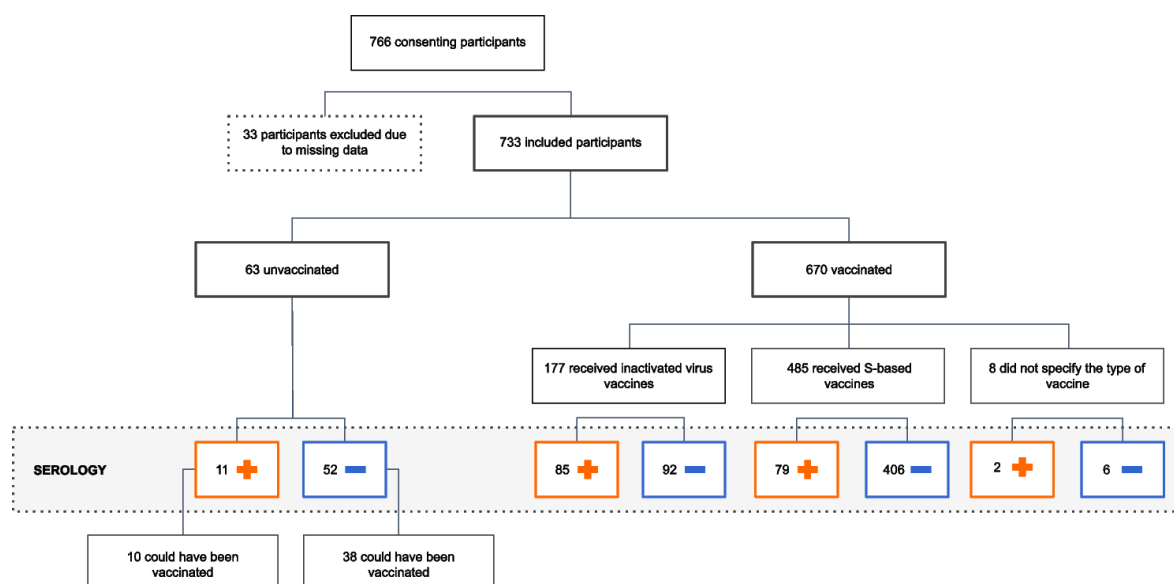 766 consenting participants
33 participants excluded due
to missing data
733 included participants
63 unvaccinated
670 vaccinated
177 received inactivated virus
vaccines
485 received S-based
vaccines
8 did not specify the type of
vaccine
SEROLOGY
11 +
52 −
85 +
92 −
79 +
406 −
2 +
6 −
10 could have been
vaccinated
38 could have been
vaccinated